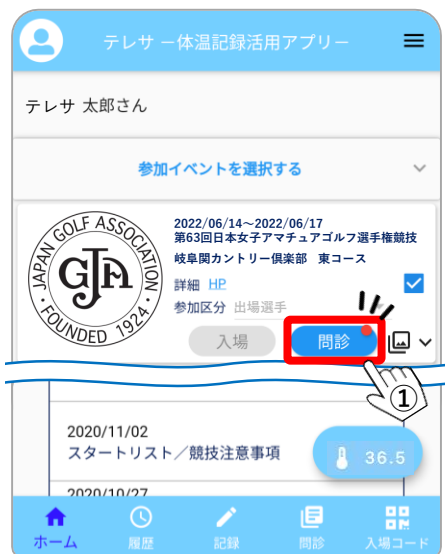 テレサ －体温記録活用アプリ－
テレサ 太郎さん
参加イベントを選択する
JAPAN GOLF ASSOCIATION
JGA
FOUNDED 1924
2022/06/14～2022/06/17
第63回日本女子アマチュアゴルフ選手権競技
岐阜関カントリー倶楽部 東コース
詳細 HP
参加区分 出場選手
入場
問診
①
2020/11/02
スタートリスト／競技注意事項
36.5
2020/10/27
ホーム
履歴
記録
問診
入場コード